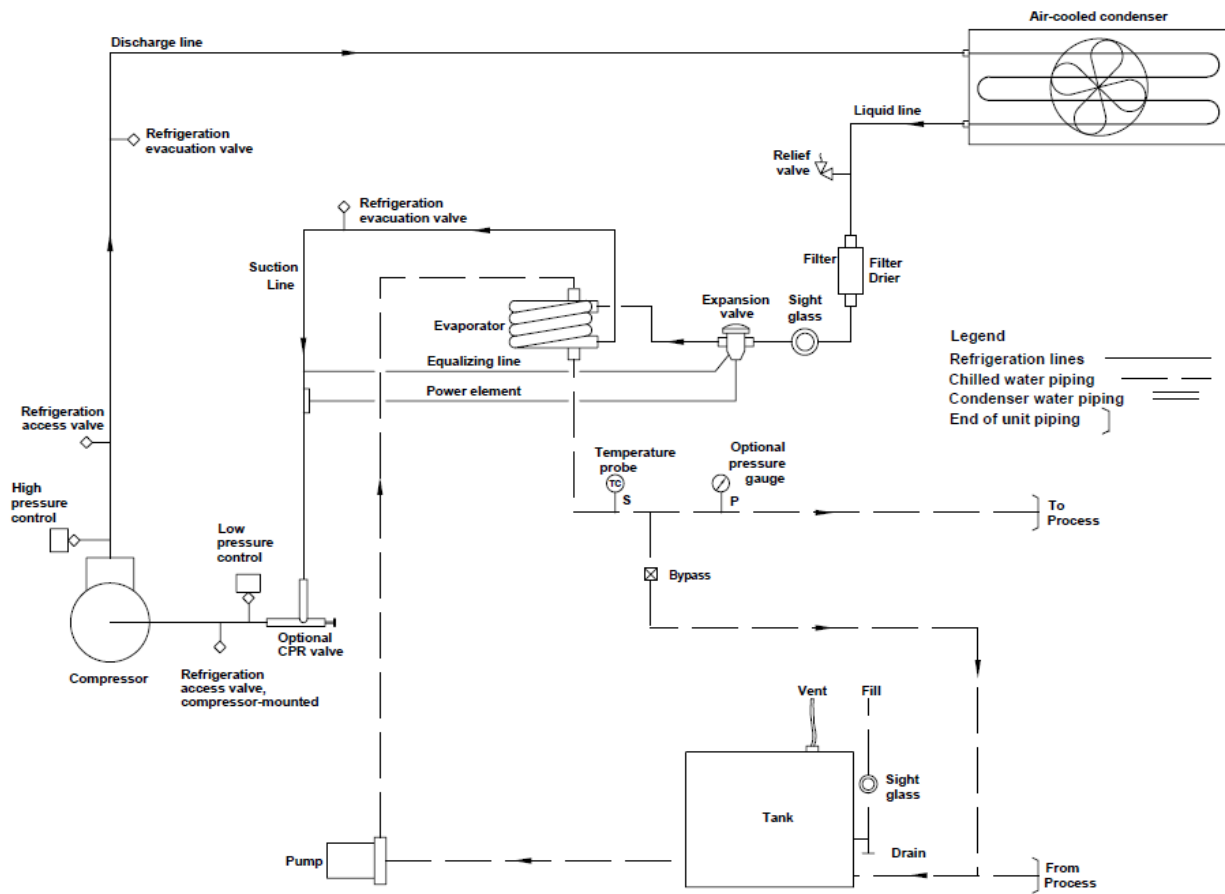 Air-cooled condenser
Discharge line
Liquid line
Refrigeration
evacuation valve
Relief
valve
Refrigeration
evacuation valve
Suction
Line
Filter
Filter
Drier
Evaporator
Expansion
valve
Sight
glass
Legend
Refrigeration lines
Chilled water piping
Condenser water piping
End of unit piping
Equalizing line
Power element
Refrigeration
access valve
Temperature
probe
TC
S
Optional
pressure
gauge
P
To
Process
High
pressure
control
Low
pressure
control
Bypass
Optional
CPR valve
Compressor
Refrigeration
access valve,
compressor-mounted
Vent
Fill
Sight
glass
Tank
Drain
Pump
From
Process